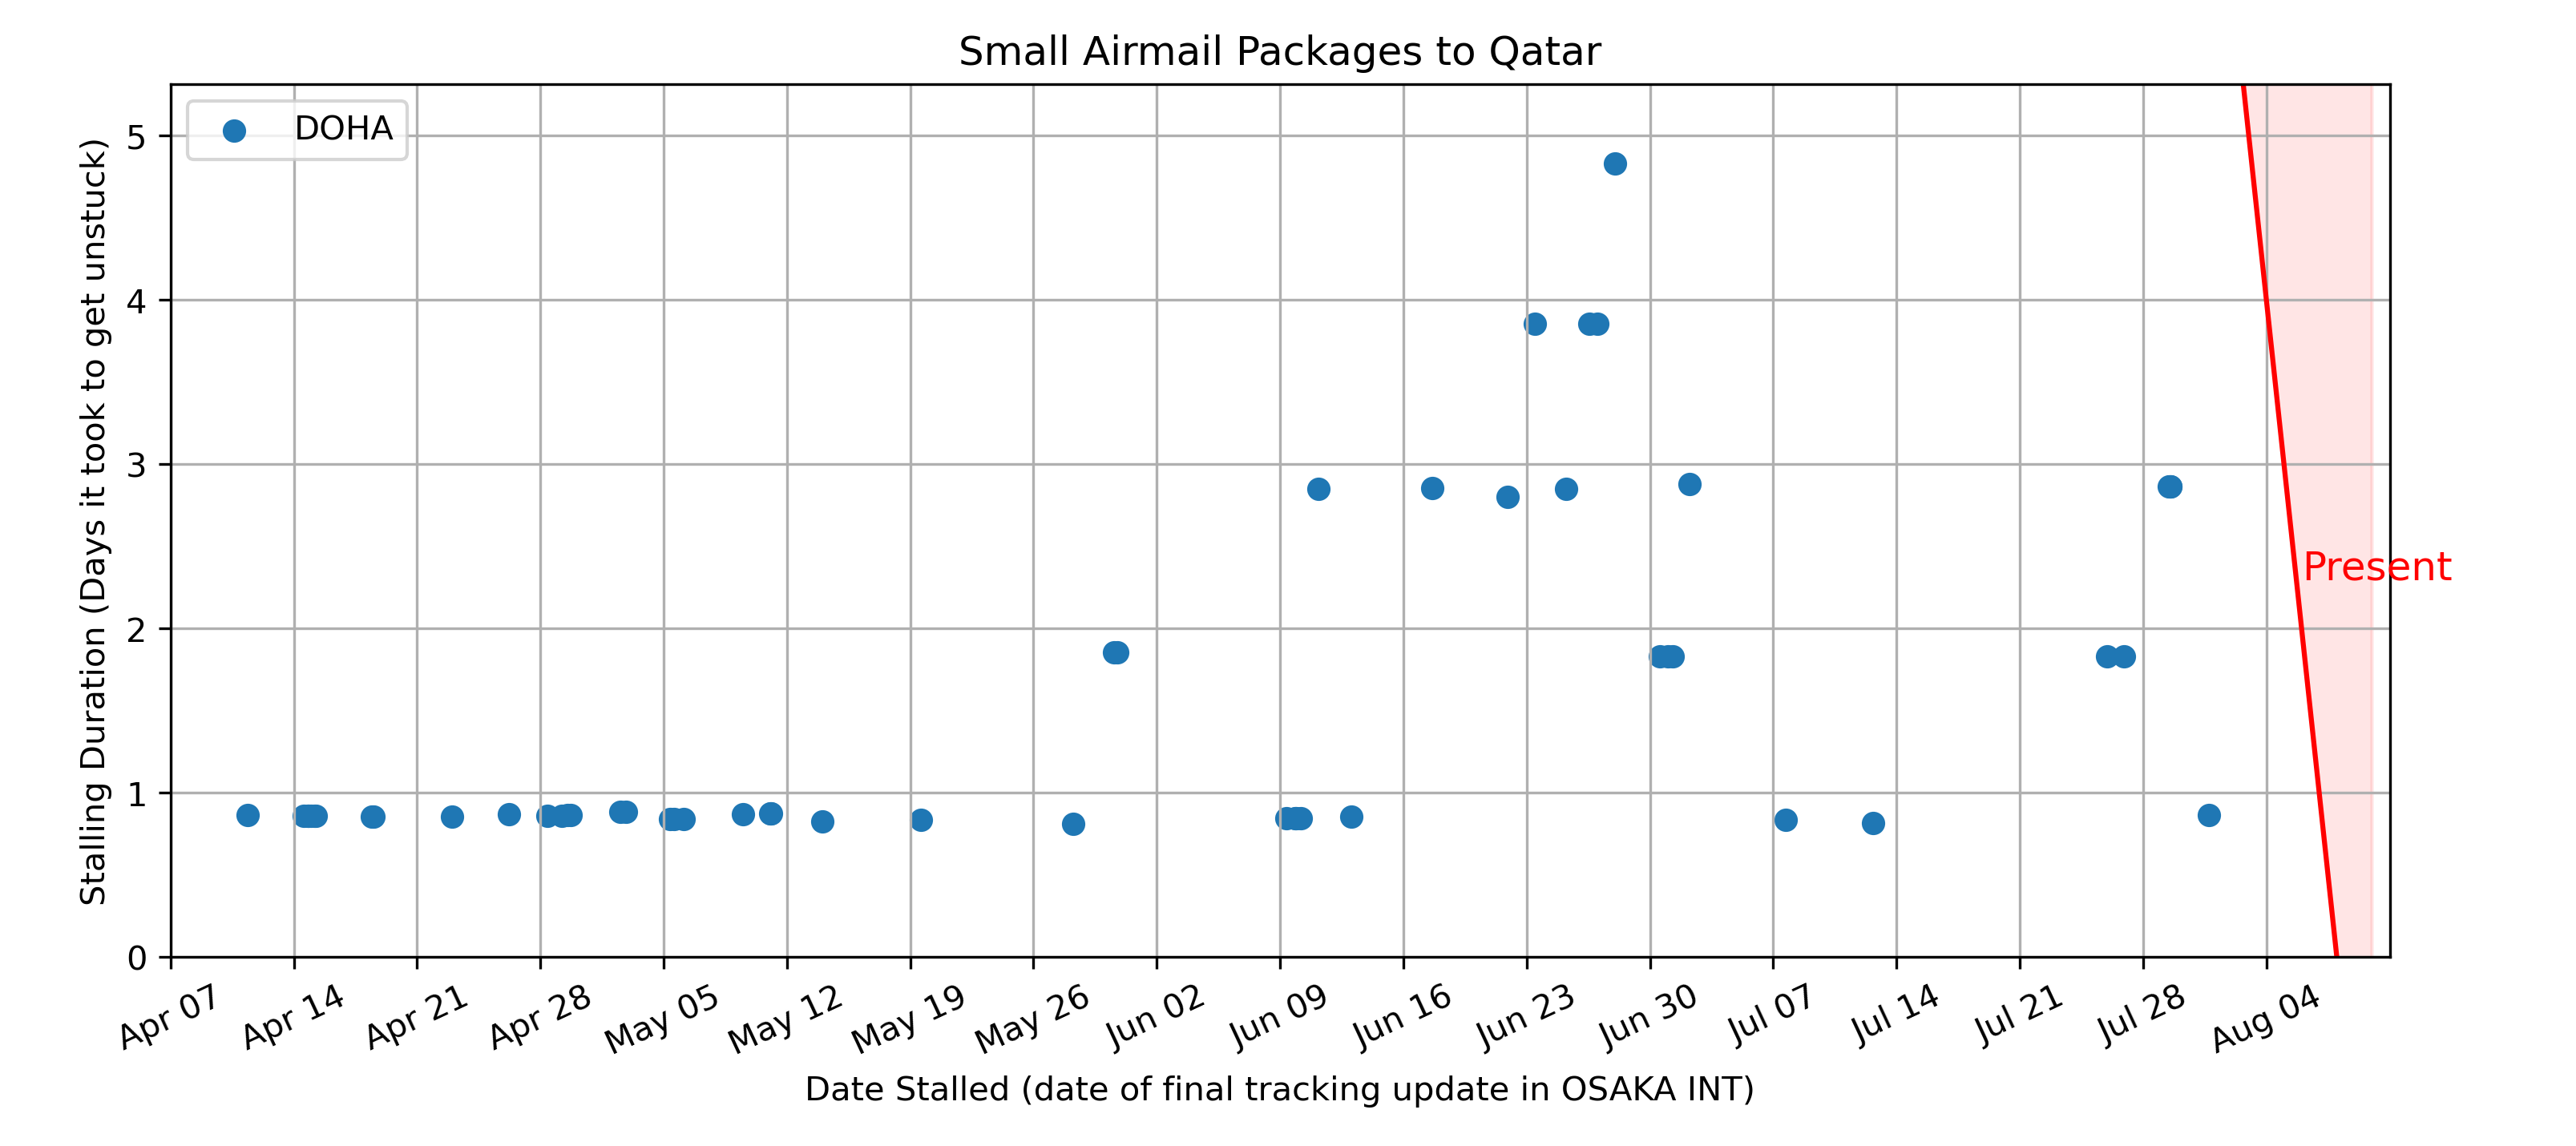 Small Airmail Packages to Qatar
DOHA
Stalling Duration (Days it took to get unstuck)
5
4
3
2
1
0
Present
Apr 07
Apr 14
Apr 21
Apr 28
May 05
May 12
May 19
May 26
Jun 02
Jun 09
Jun 16
Jun 23
Jun 30
Jul 07
Jul 14
Jul 21
Jul 28
Aug 04
Date Stalled (date of final tracking update in OSAKA INT)